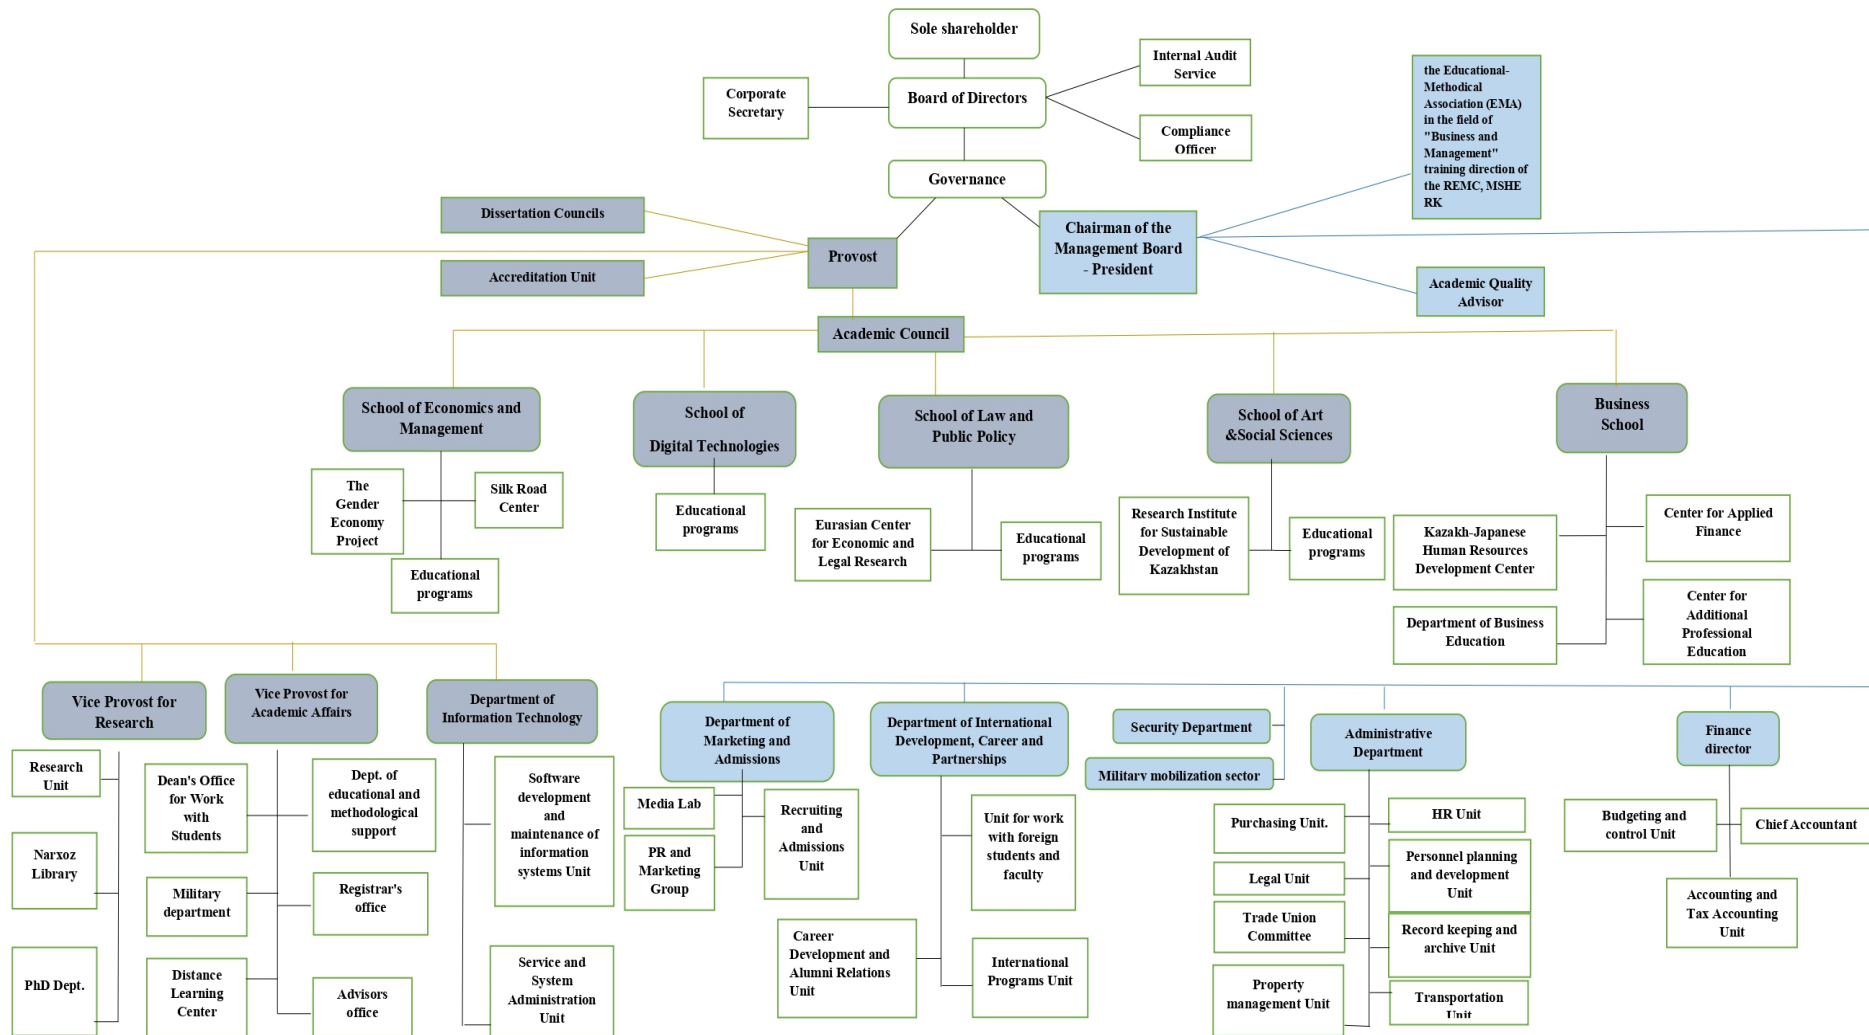 Sole shareholder
Internal Audit
Service
Corporate
Secretary
Board of Directors
Compliance
Officer
the Educational-
Methodical
Association (EMA)
in the field of
"Business and
Management"
training direction of
the REMC, MSHE
RK
Governance
Dissertation Councils
Accreditation Unit
Provost
Chairman of the
Management Board
- President
Academic Quality
Advisor
Academic Council
School of Economics and
Management
School of
Digital Technologies
School of Law and
Public Policy
School of Art
&Social Sciences
Business
School
The
Gender
Economy
Project
Silk Road
Center
Educational
programs
Educational
programs
Eurasian Center
for Economic and
Legal Research
Educational
programs
Research Institute
for Sustainable
Development of
Kazakhstan
Educational
programs
Kazakh-Japanese
Human Resources
Development Center
Center for Applied
Finance
Department of Business
Education
Center for
Additional
Professional
Education
Vice Provost for
Research
Vice Provost for
Academic Affairs
Department of
Information Technology
Department of
Marketing and
Admissions
Department of International
Development, Career and
Partnerships
Security Department
Military mobilization sector
Administrative
Department
Finance
director
Research
Unit
Narxoz
Library
PhD Dept.
Dean's Office
for Work
with
Students
Dept. of
educational and
methodological
support
Military
department
Registrar's
office
Distance
Learning
Center
Advisors
office
Software
development
and
maintenance of
information
systems Unit
Service and
System
Administration
Unit
Media Lab
PR and
Marketing
Group
Recruiting
and
Admissions
Unit
Unit for work
with foreign
students and
faculty
Career
Development and
Alumni Relations
Unit
International
Programs Unit
Purchasing Unit.
HR Unit
Legal Unit
Personnel planning
and development
Unit
Trade Union
Committee
Record keeping and
archive Unit
Property
management Unit
Transportation
Unit
Budgeting and
control Unit
Chief Accountant
Accounting and
Tax Accounting
Unit